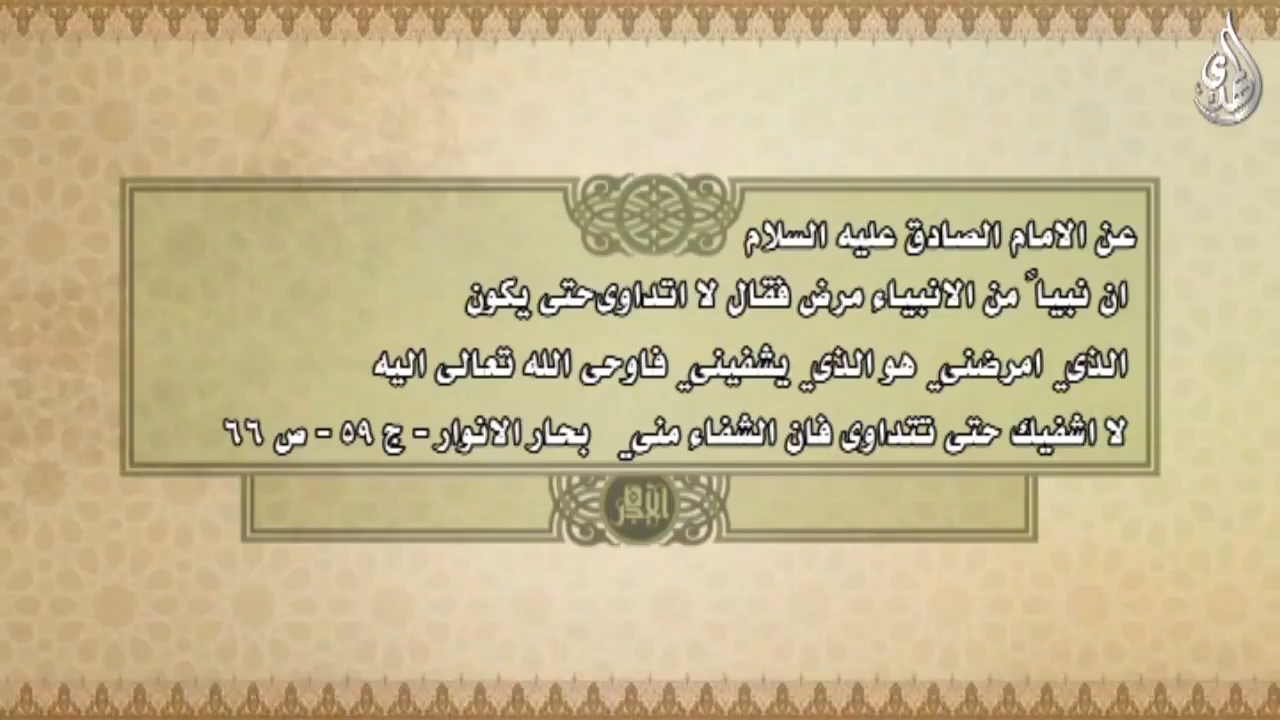 عن الامام الصادق عليه السلام
ان نبياً من الانبياء مرض فقال لا اتداوى حتى يكون
الذي امرضني هو الذي يشفيني فاوحى الله تعالى اليه
لا اشفيك حتى تتداوى فان الشفاء مني بحار الانوار - ج ٥٩ - ص ٦٦